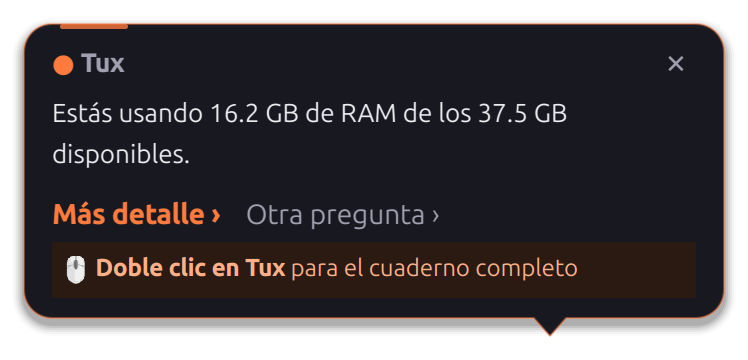 Tux
Estás usando 16.2 GB de RAM de los 37.5 GB
disponibles.
Más detalle › Otra pregunta ›
Doble clic en Tux para el cuaderno completo